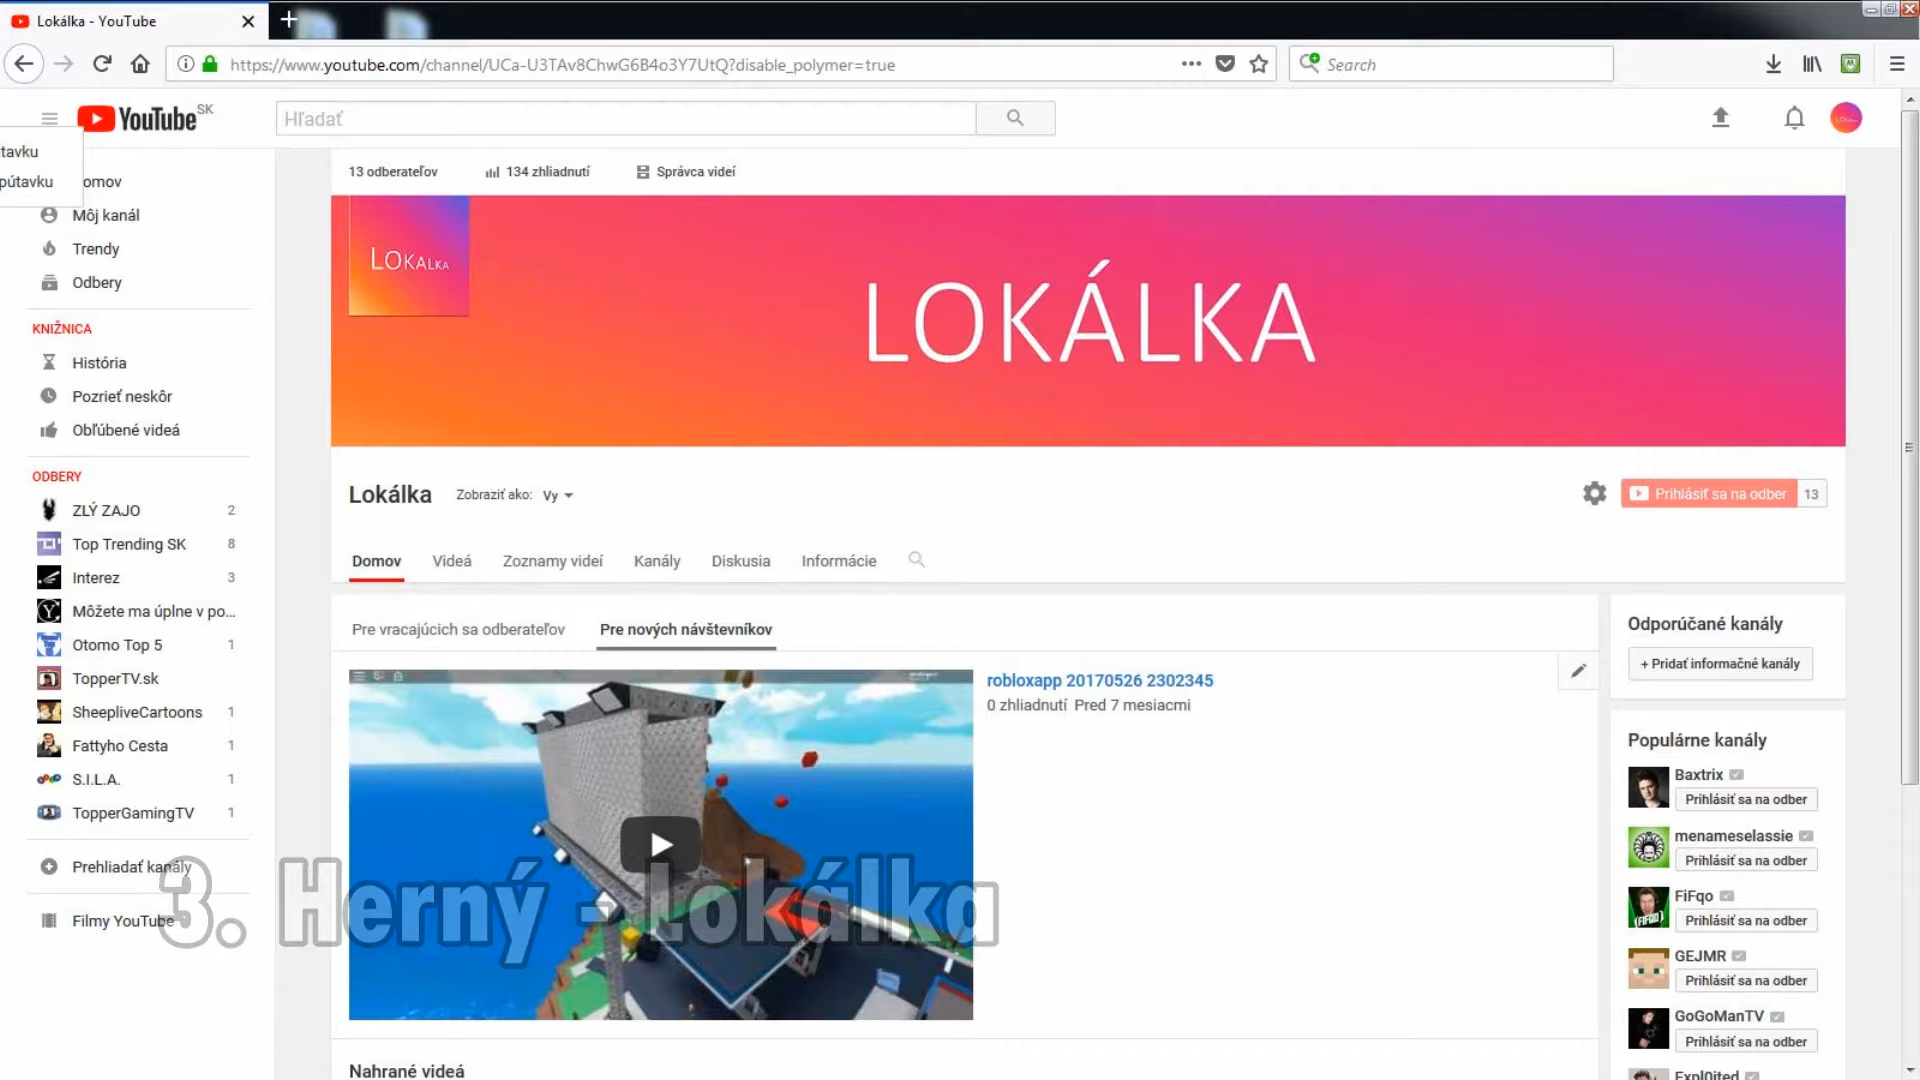 Lokálka - YouTube
https://www.youtube.com/channel/UCa-U3TAv8ChwG6B4o3Y7UtQ?disable_polymer=true
Search
YouTube SK
Hľadať
LOKALKA
tavku
pútavku
omov
Môj kanál
Trendy
Odbery
KNIŽNICA
História
Pozrieť neskôr
Obľúbené videá
ODBERY
ZLÝ ZAJO 2
Top Trending SK 8
Interez 3
Môžete ma úplne v po...
Otomo Top 5 1
TopperTV.sk
SheepliveCartoons 1
Fattyho Cesta 1
S.I.L.A. 1
TopperGamingTV 1
Prehliadať kanály
Filmy YouTube
13 odberateľov 134 zhliadnutí Správca videí
LOKÁLKA
Lokálka Zobraziť ako: Vy
Prihlásiť sa na odber 13
Domov Videá Zoznamy videí Kanály Diskusia Informácie
Pre vracajúcich sa odberateľov Pre nových návštevníkov
robloxapp 20170526 2302345
0 zhliadnutí Pred 7 mesiacmi
3. Herný - Lokálka
Nahrané videá
Odporúčané kanály
+ Pridať informačné kanály
Populárne kanály
Baxtrix
Prihlásiť sa na odber
menameselassie
Prihlásiť sa na odber
FiFqo
Prihlásiť sa na odber
GEJMR
Prihlásiť sa na odber
GoGoManTV
Prihlásiť sa na odber
Expl0ited